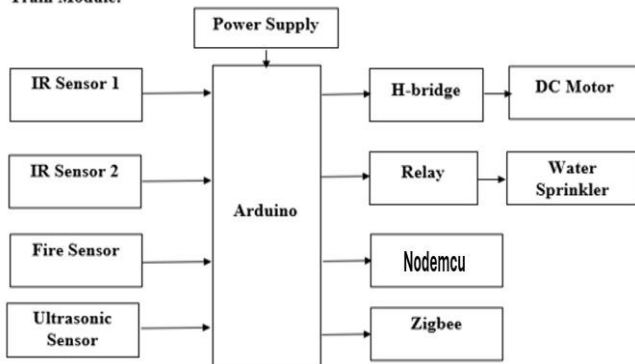 Train Module:
Power Supply
IR Sensor 1
H-bridge
DC Motor
IR Sensor 2
Relay
Water
Sprinkler
Arduino
Fire Sensor
Nodemcu
Ultrasonic
Sensor
Zigbee